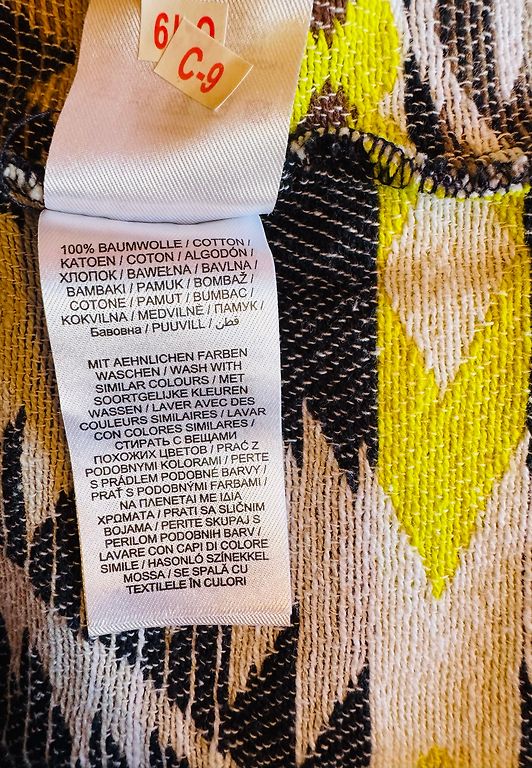 C-9
100% BAUMWOLLE / COTTON /
KATOEN / COTON / ALGODÓN /
ХЛОПОК / BAWEŁNA / BAVLNA /
BAMBAKI / PAMUK / BOMBAŽ /
COTONE / PAMUT / BUMBAC /
KOKVILNA / MEDVILNĖ / ПАМУК /
Бавовна / PUUVILL / قطن
MIT AEHNLICHEN FARBEN
WASCHEN / WASH WITH
SIMILAR COLOURS / MET
SOORTGELIJKE KLEUREN
WASSEN / LAVER AVEC DES
COULEURS SIMILAIRES / LAVAR
CON COLORES SIMILARES /
СТИРАТЬ С ВЕЩАМИ
ПОХОЖИХ ЦВЕТОВ / PRAĆ Z
PODOBNYMI KOLORAMI / PERTE
S PRÁDLEM PODOBNÉ BARVY /
PRAŤ S PODOBNÝMI FARBAMI /
ΝΑ ΠΛΕΝΕΤΑΙ ΜΕ ΙΔΙΑ
ΧΡΩΜΑΤΑ / PRATI SA SLIČNIM
BOJAMA / PERITE SKUPAJ S
PERILOM PODOBNIH BARV /
LAVARE CON CAPI DI COLORE
SIMILE / HASONLÓ SZÍNEKKEL
MOSSA / SE SPALĂ CU
TEXTILELE ÎN CULORI